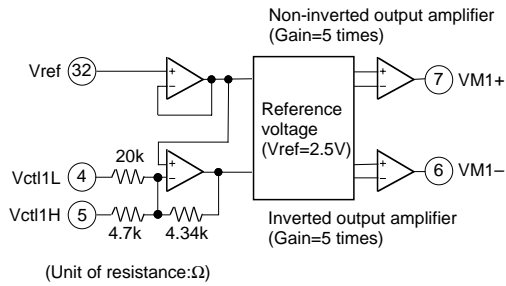 Non-inverted output amplifier
(Gain=5 times)
Vref 32
+
−
7 VM1+
+
−
Reference
voltage
(Vref=2.5V)
20k
Vctl1L 4
+
−
6 VM1–
+
−
Vctl1H 5
4.7k 4.34k
Inverted output amplifier
(Gain=5 times)
(Unit of resistance:Ω)